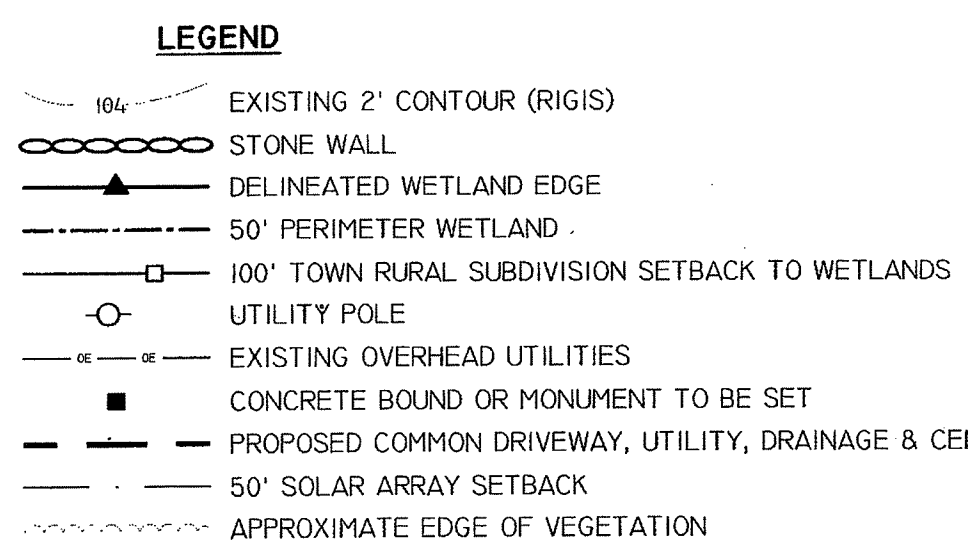 LEGEND
104 EXISTING 2' CONTOUR (RIGIS)
STONE WALL
DELINEATED WETLAND EDGE
50' PERIMETER WETLAND
100' TOWN RURAL SUBDIVISION SETBACK TO WETLANDS
UTILITY POLE
OE OE EXISTING OVERHEAD UTILITIES
CONCRETE BOUND OR MONUMENT TO BE SET
PROPOSED COMMON DRIVEWAY, UTILITY, DRAINAGE &
50' SOLAR ARRAY SETBACK
APPROXIMATE EDGE OF VEGETATION